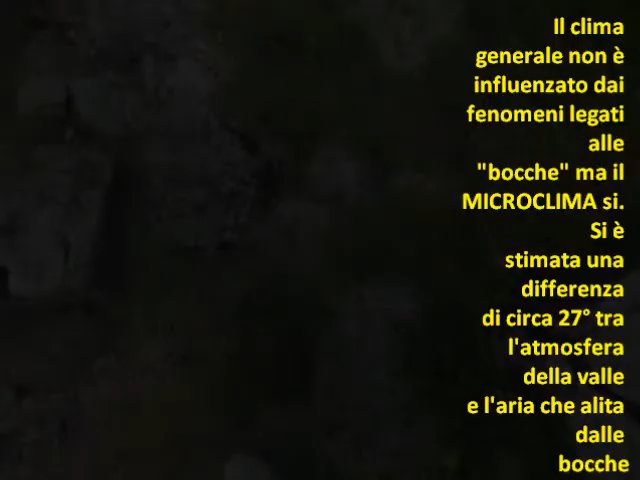 Il clima
generale non è
influenzato dai
fenomeni legati
alle
"bocche" ma il
MICROCLIMA si.
Si è
stimata una
differenza
di circa 27° tra
l'atmosfera
della valle
e l'aria che alita
dalle
bocche